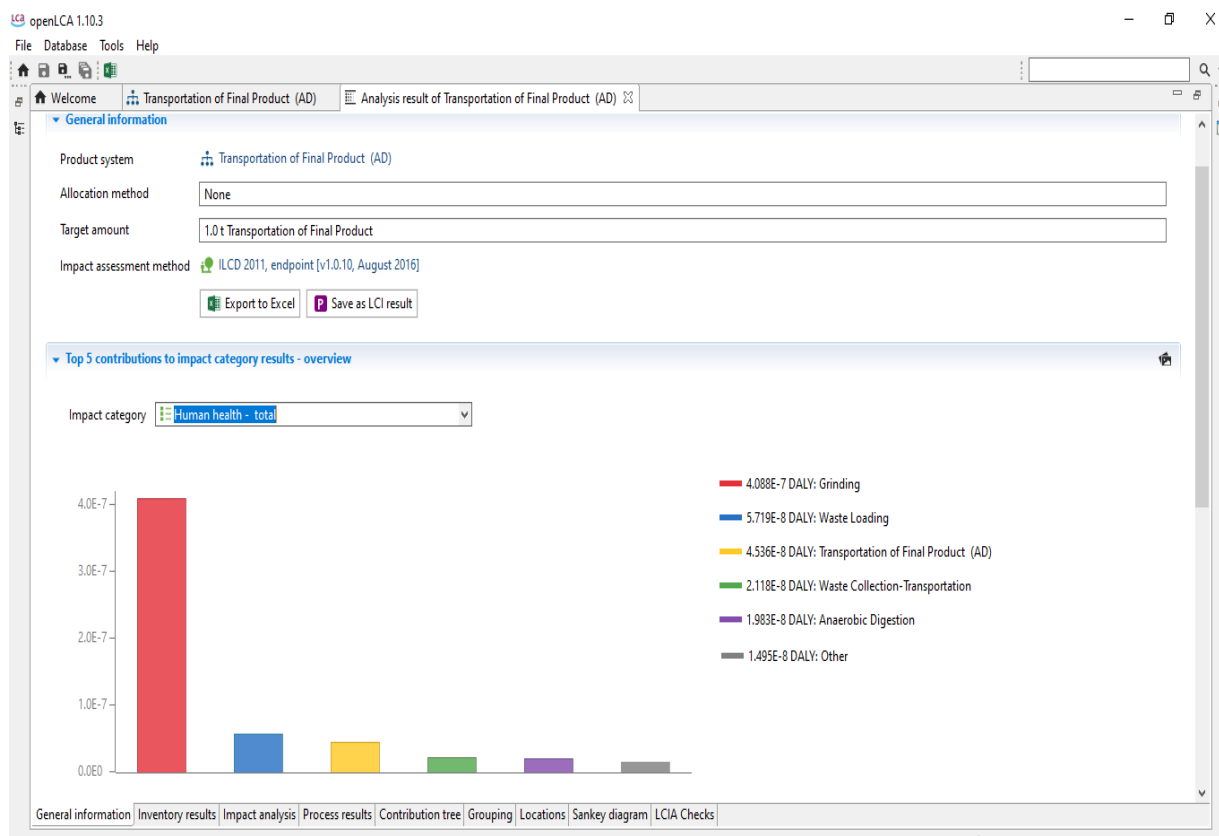 LCA openLCA 1.10.3
File Database Tools Help
Welcome Transportation of Final Product (AD) Analysis result of Transportation of Final Product (AD)
General information
Product system Transportation of Final Product (AD)
Allocation method None
Target amount 1.0 t Transportation of Final Product
Impact assessment method ILCD 2011, endpoint [v1.0.10, August 2016]
Export to Excel P Save as LCI result
Top 5 contributions to impact category results - overview
Impact category Human health - total
4.088E-7 DALY: Grinding
4.0E-7
5.719E-8 DALY: Waste Loading
4.536E-8 DALY: Transportation of Final Product (AD)
3.0E-7
2.118E-8 DALY: Waste Collection-Transportation
1.983E-8 DALY: Anaerobic Digestion
2.0E-7
1.495E-8 DALY: Other
1.0E-7
0.0E0
General information Inventory results Impact analysis Process results Contribution tree Grouping Locations Sankey diagram LCIA Checks